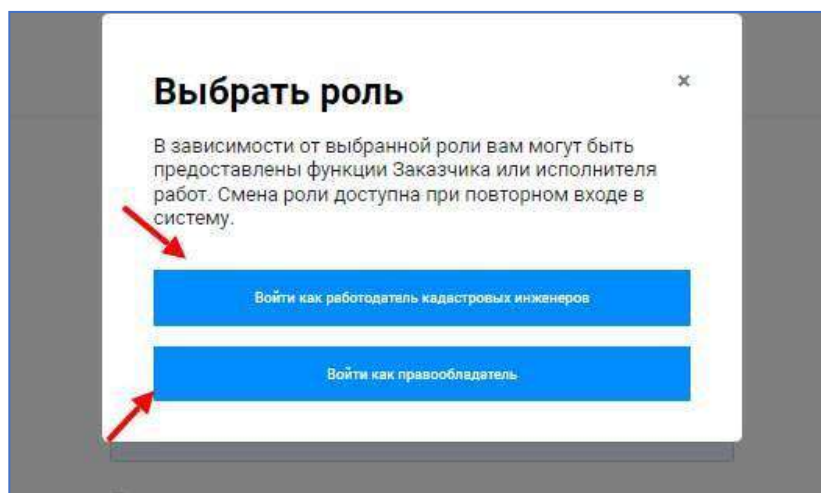 Выбрать роль
×
В зависимости от выбранной роли вам могут быть
предоставлены функции Заказчика или исполнителя
работ. Смена роли доступна при повторном входе в
систему.
Войти как работодатель кадастровых инженеров
Войти как правообладатель